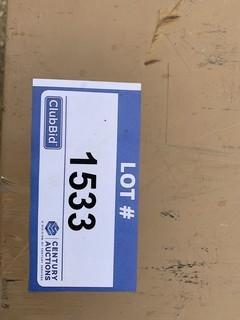 LOT #
1533
ClubBid
CENTURY
AUCTIONS